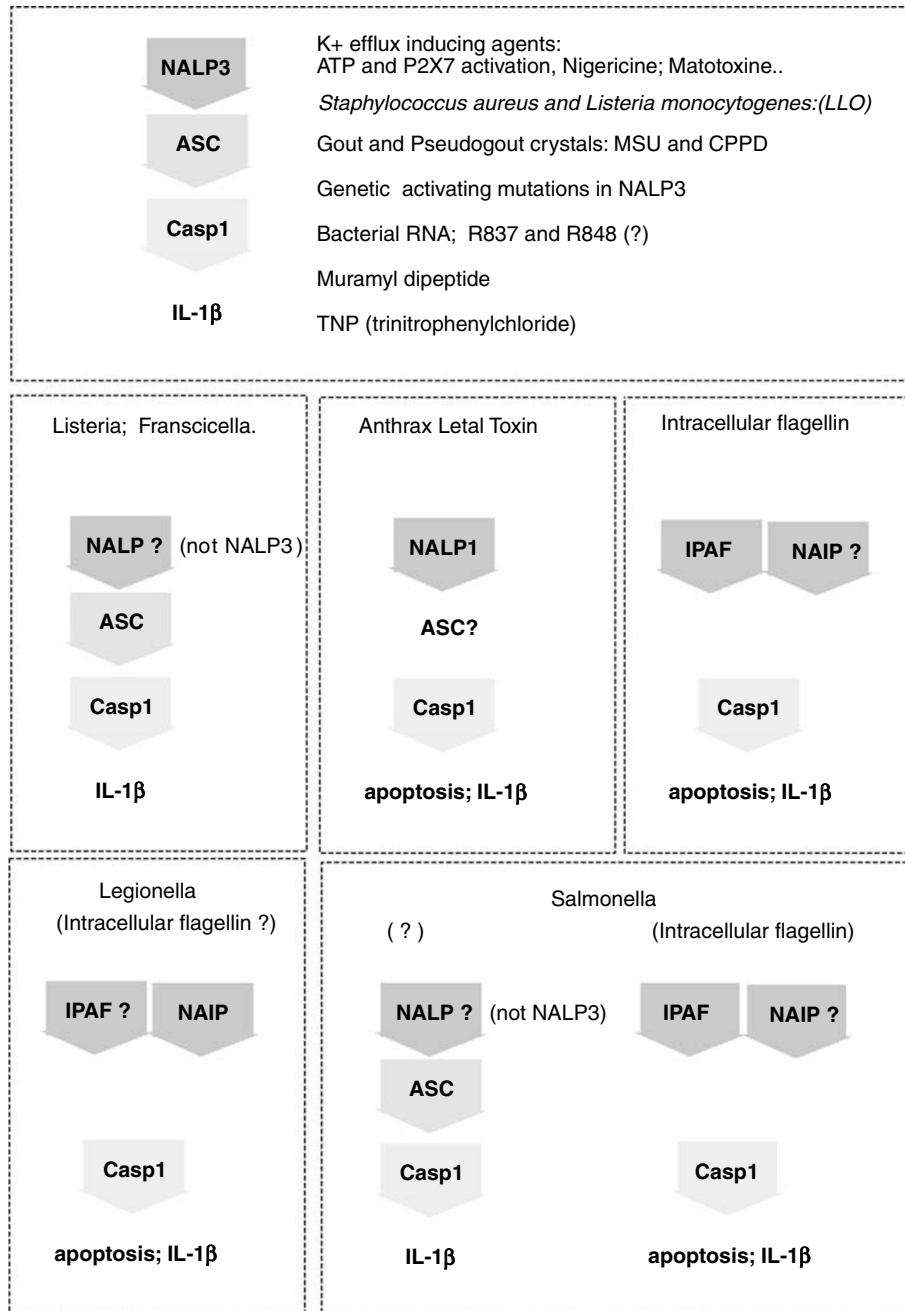 NALP3
ASC
Casp1
IL-1β
K+ efflux inducing agents:
ATP and P2X7 activation, Nigericine; Matotoxine..
Staphylococcus aureus and Listeria monocytogenes:(LLO)
Gout and Pseudogout crystals: MSU and CPPD
Genetic activating mutations in NALP3
Bacterial RNA; R837 and R848 (?)
Muramyl dipeptide
TNP (trinitrophenylchloride)
Listeria; Franscicella.
NALP ? (not NALP3)
ASC
Casp1
IL-1β
Anthrax Letal Toxin
NALP1
ASC?
Casp1
apoptosis; IL-1β
Intracellular flagellin
IPAF NAIP ?
Casp1
apoptosis; IL-1β
Legionella
(Intracellular flagellin ?)
IPAF ? NAIP
Casp1
apoptosis; IL-1β
Salmonella
( ? )
NALP ? (not NALP3)
ASC
Casp1
IL-1β
(Intracellular flagellin)
IPAF NAIP ?
Casp1
apoptosis; IL-1β